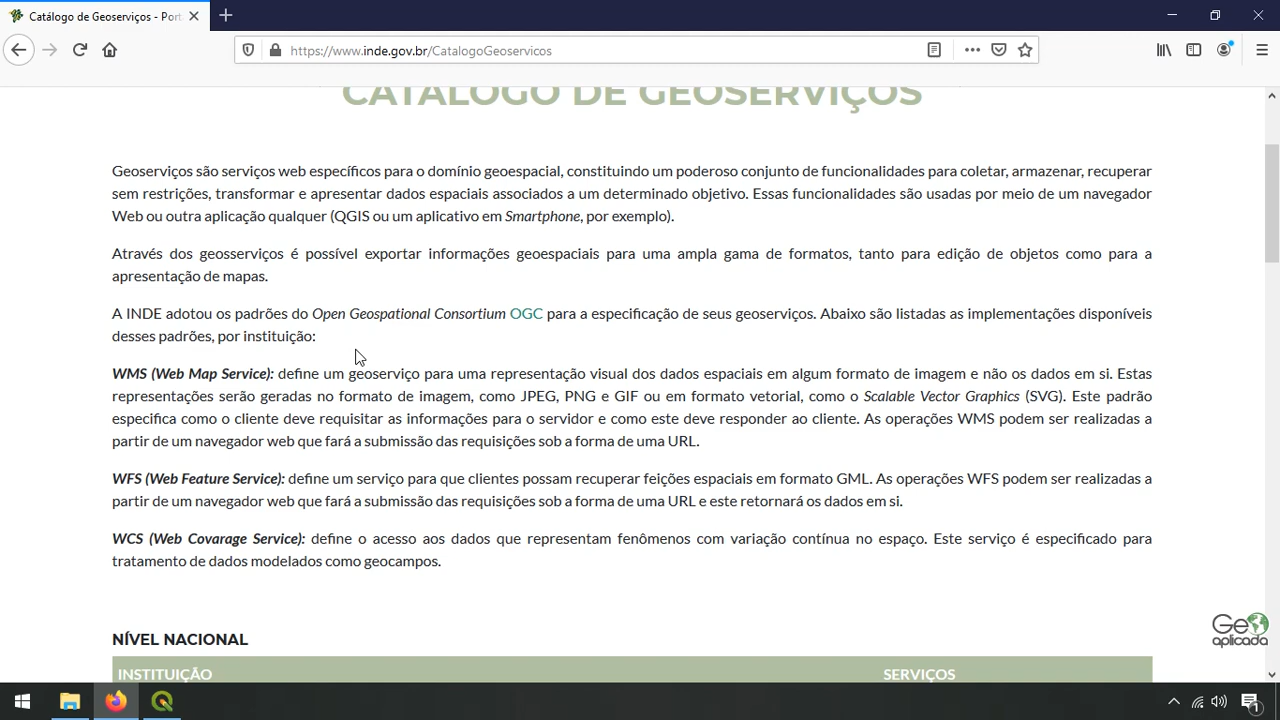 Catálogo de Geoserviços - Port
https://www.inde.gov.br/CatalogoGeoservicos
CATÁLOGO DE GEOSERVIÇOS
Geoserviços são serviços web específicos para o domínio geoespacial, constituindo um poderoso conjunto de funcionalidades para coletar, armazenar, recuperar
sem restrições, transformar e apresentar dados espaciais associados a um determinado objetivo. Essas funcionalidades são usadas por meio de um navegador
Web ou outra aplicação qualquer (QGIS ou um aplicativo em Smartphone, por exemplo).
Através dos geosserviços é possível exportar informações geoespaciais para uma ampla gama de formatos, tanto para edição de objetos como para a
apresentação de mapas.
A INDE adotou os padrões do Open Geospational Consortium OGC para a especificação de seus geoserviços. Abaixo são listadas as implementações disponíveis
desses padrões, por instituição:
WMS (Web Map Service): define um geoserviço para uma representação visual dos dados espaciais em algum formato de imagem e não os dados em si. Estas
representações serão geradas no formato de imagem, como JPEG, PNG e GIF ou em formato vetorial, como o Scalable Vector Graphics (SVG). Este padrão
especifica como o cliente deve requisitar as informações para o servidor e como este deve responder ao cliente. As operações WMS podem ser realizadas a
partir de um navegador web que fará a submissão das requisições sob a forma de uma URL.
WFS (Web Feature Service): define um serviço para que clientes possam recuperar feições espaciais em formato GML. As operações WFS podem ser realizadas a
partir de um navegador web que fará a submissão das requisições sob a forma de uma URL e este retornará os dados em si.
WCS (Web Covarage Service): define o acesso aos dados que representam fenômenos com variação contínua no espaço. Este serviço é especificado para
tratamento de dados modelados como geocampos.
Geo
aplicada
NÍVEL NACIONAL
INSTITUIÇÃO SERVIÇOS
1